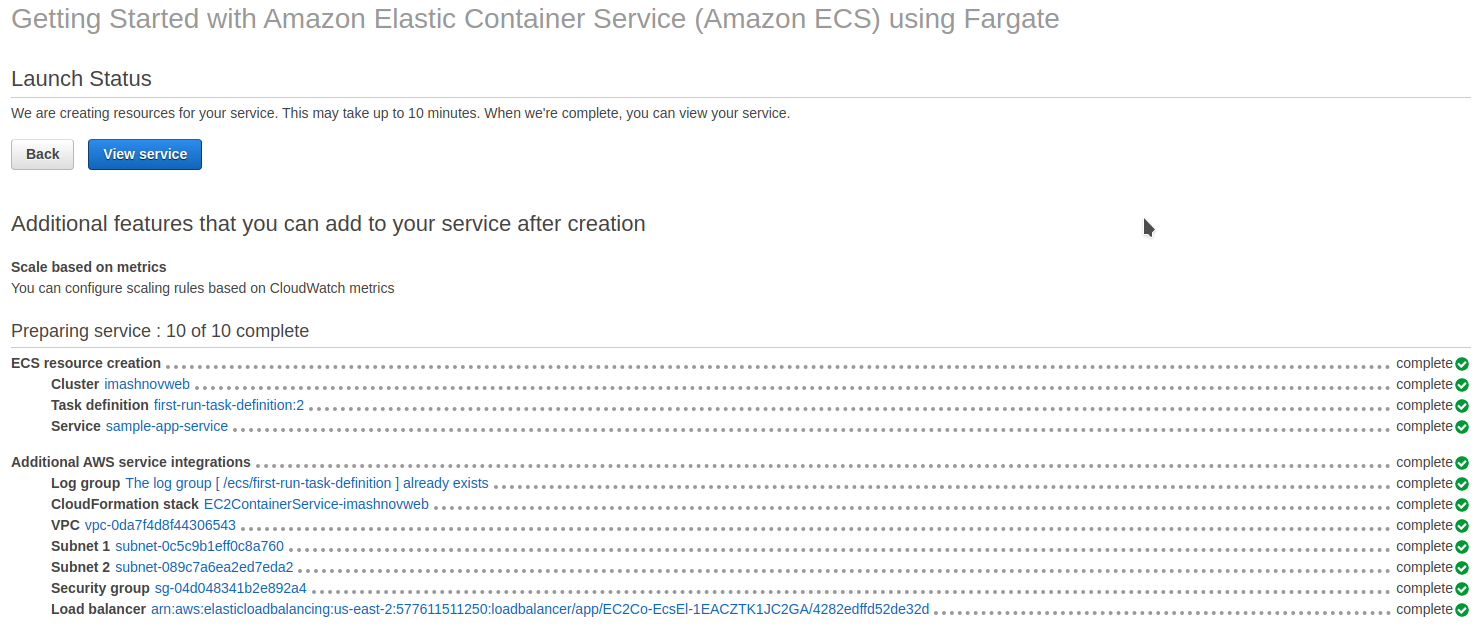 Getting Started with Amazon Elastic Container Service (Amazon ECS) using Fargate
Launch Status
We are creating resources for your service. This may take up to 10 minutes. When we're complete, you can view your service.
Back View service
Additional features that you can add to your service after creation
Scale based on metrics
You can configure scaling rules based on CloudWatch metrics
Preparing service : 10 of 10 complete
ECS resource creation complete
Cluster imashnovweb complete
Task definition first-run-task-definition:2 complete
Service sample-app-service complete
Additional AWS service integrations complete
Log group The log group [ /ecs/first-run-task-definition ] already exists complete
CloudFormation stack EC2ContainerService-imashnovweb complete
VPC vpc-0da7f4d8f44306543 complete
Subnet 1 subnet-0c5c9b1eff0c8a760 complete
Subnet 2 subnet-089c7a6ea2ed7eda2 complete
Security group sg-04d048341b2e892a4 complete
Load balancer arn:aws:elasticloadbalancing:us-east-2:577611511250:loadbalancer/app/EC2Co-EcsEl-1EACZTK1JC2GA/4282edffd52de32d complete